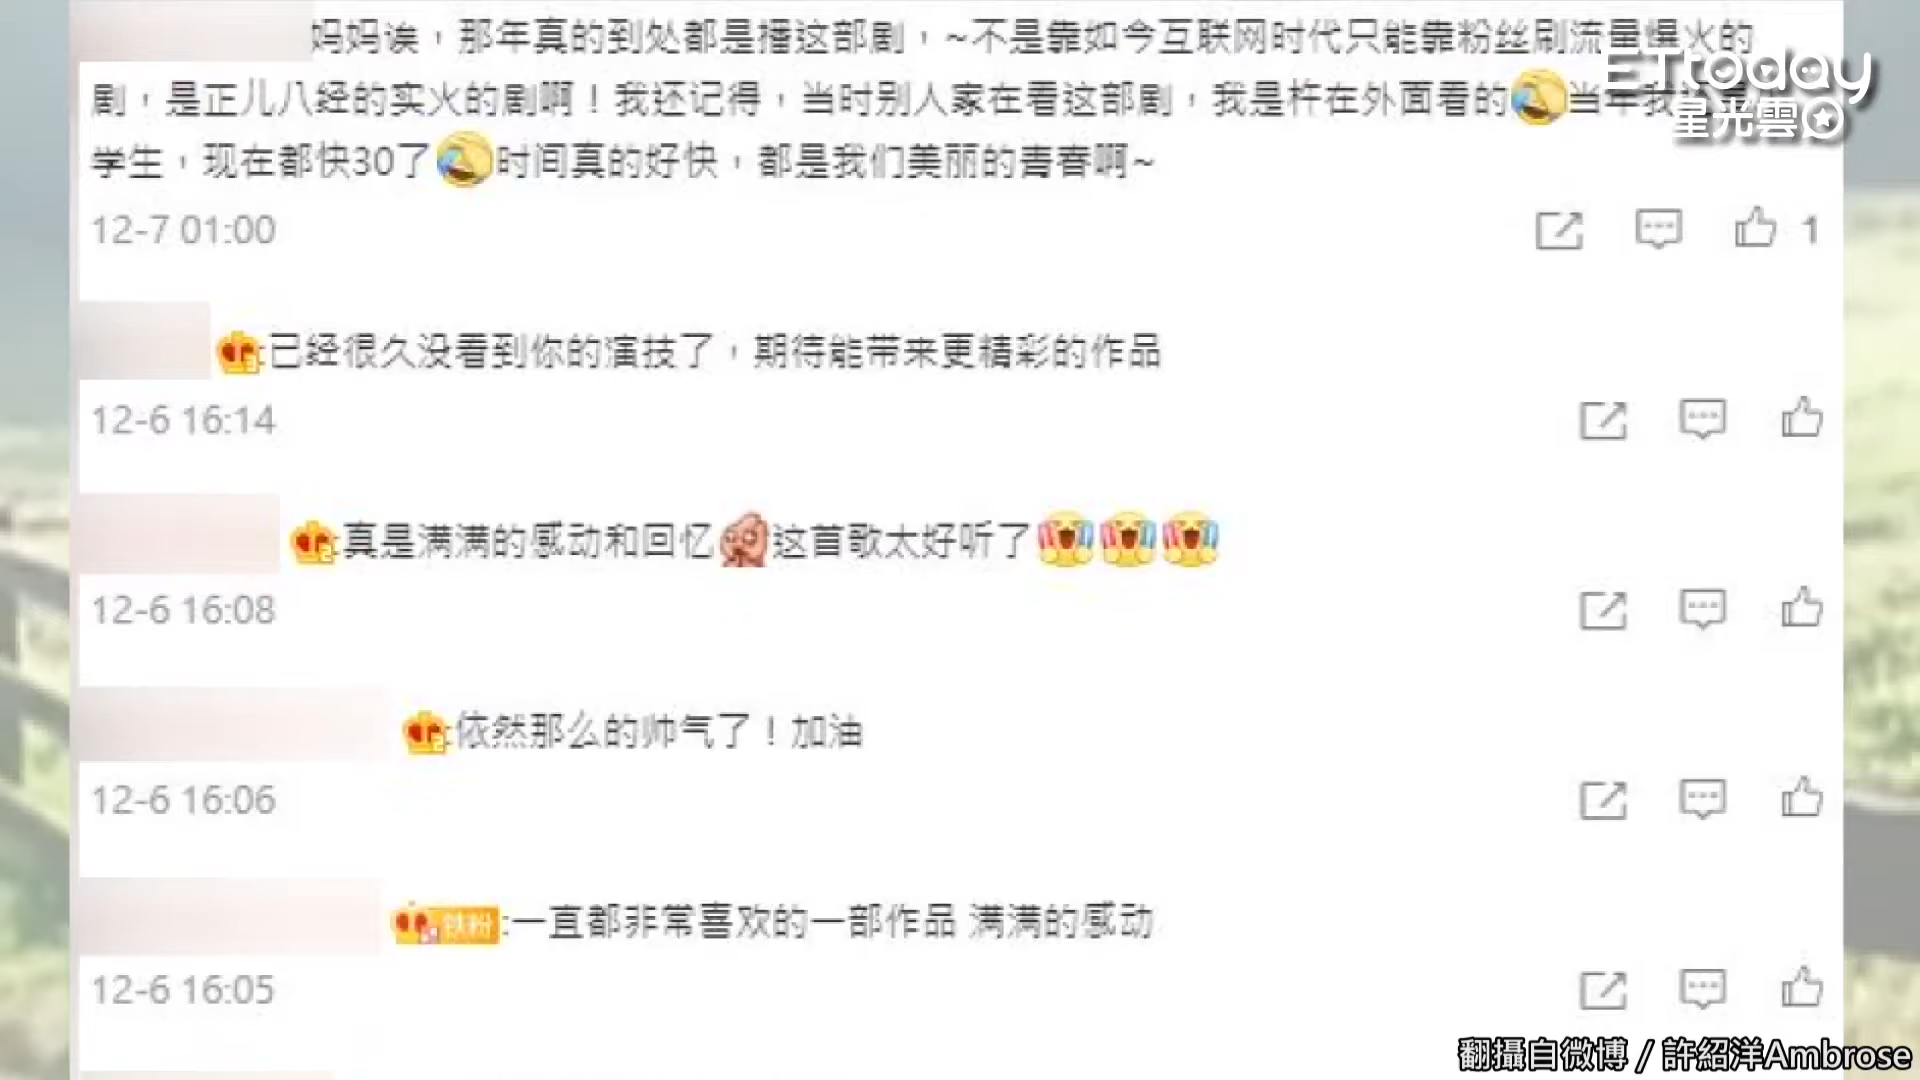 妈妈诶，那年真的到处都是播这部剧，~不是靠如今互联网时代只能靠粉丝刷流量爆火的
剧，是正儿八经的实火的剧啊！我还记得，当时别人家在看这部剧，我是杵在外面看的 当年我
学生，现在都快30了 时间真的好快，都是我们美丽的青春啊~
ETtoday
星光雲
12-7 01:00
1
:已经很久没看到你的演技了，期待能带来更精彩的作品
12-6 16:14
:真是满满的感动和回忆 这首歌太好听了
12-6 16:08
:依然那么的帅气了！加油
12-6 16:06
铁粉:一直都非常喜欢的一部作品 满满的感动
12-6 16:05
翻攝自微博 / 許紹洋Ambrose